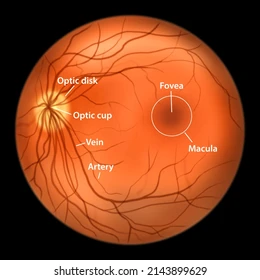 Optic disk
Fovea
Optic cup
Vein
Macula
Artery
shutterstock.com · 2143899629